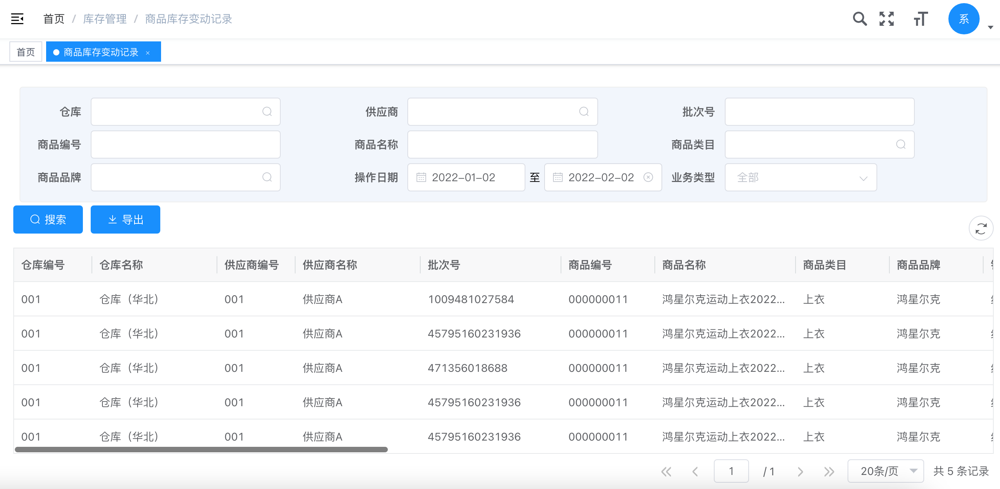 首页 / 库存管理 / 商品库存变动记录
系
首页
商品库存变动记录 ×
仓库 供应商 批次号
商品编号 商品名称 商品类目
商品品牌 操作日期 2022-01-02 至 2022-02-02 业务类型 全部
搜索 导出
仓库编号 仓库名称 供应商编号 供应商名称 批次号 商品编号 商品名称 商品类目 商品品牌
001 仓库（华北） 001 供应商A 1009481027584 000000011 鸿星尔克运动上衣2022... 上衣 鸿星尔克
001 仓库（华北） 001 供应商A 45795160231936 000000011 鸿星尔克运动上衣2022... 上衣 鸿星尔克
001 仓库（华北） 001 供应商A 471356018688 000000011 鸿星尔克运动上衣2022... 上衣 鸿星尔克
001 仓库（华北） 001 供应商A 45795160231936 000000011 鸿星尔克运动上衣2022... 上衣 鸿星尔克
001 仓库（华北） 001 供应商A 45795160231936 000000011 鸿星尔克运动上衣2022... 上衣 鸿星尔克
1 / 1 20条/页 共 5 条记录